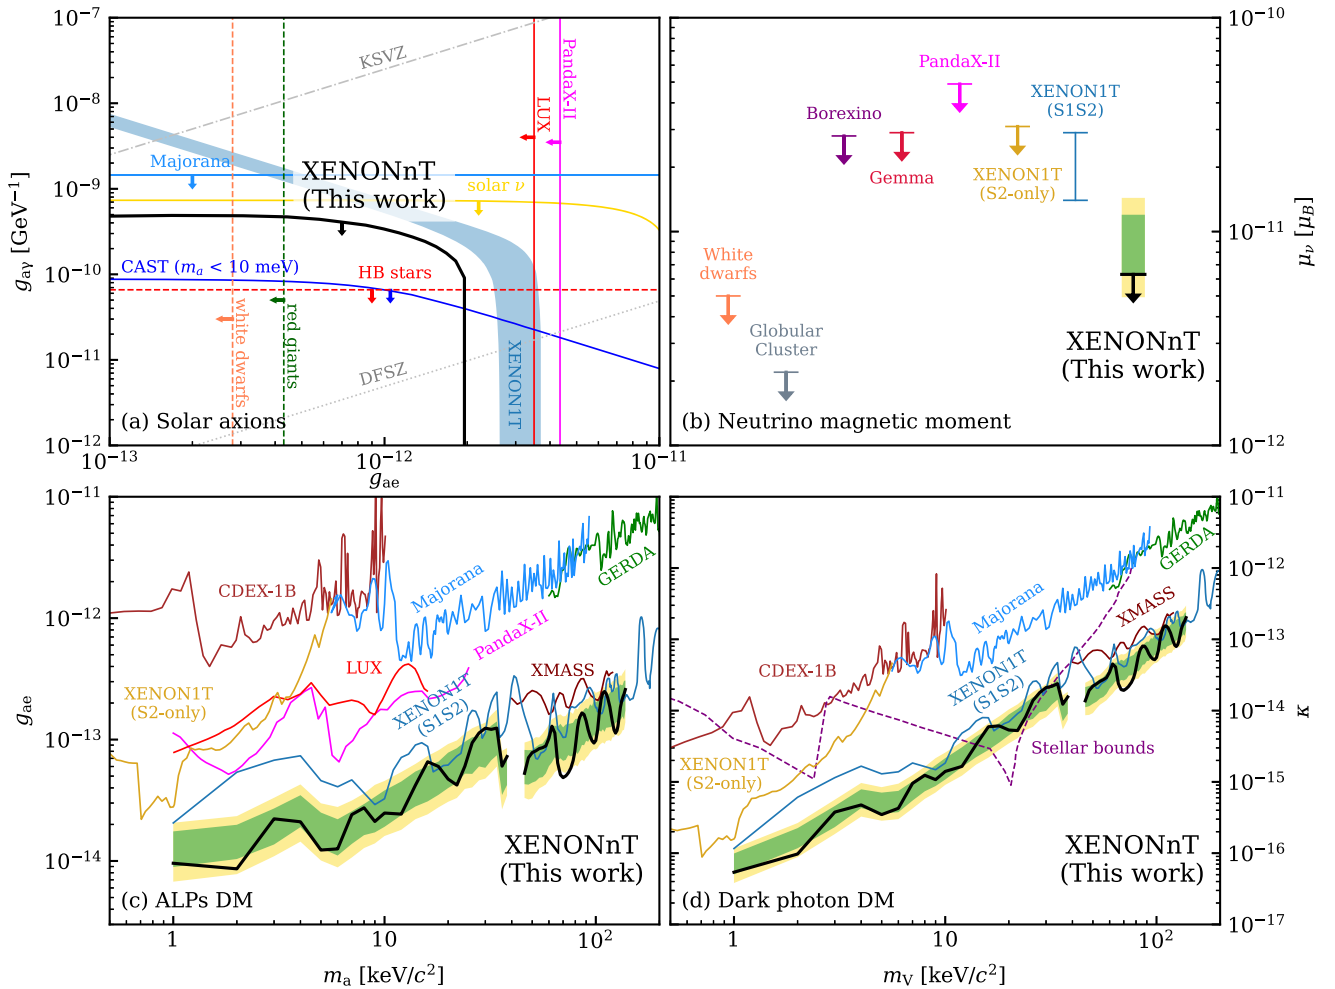 10⁻⁷
10⁻⁸
10⁻⁹
10⁻¹⁰
10⁻¹¹
10⁻¹²
g_aγ [GeV⁻¹]
KSVZ
PandaX-II
LUX
Majorana
XENONnT
(This work)
solar ν
CAST (m_a < 10 meV)
HB stars
white dwarfs
red giants
DFSZ
XENON1T
(a) Solar axions
10⁻¹³
10⁻¹²
10⁻¹¹
g_ae
10⁻¹⁰
10⁻¹¹
10⁻¹²
μ_ν [μ_B]
PandaX-II
XENON1T
(S1S2)
Borexino
Gemma
XENON1T
(S2-only)
White
dwarfs
Globular
Cluster
XENONnT
(This work)
(b) Neutrino magnetic moment
10⁻¹¹
10⁻¹²
10⁻¹³
10⁻¹⁴
g_ae
CDEX-1B
Majorana
GERDA
PandaX-II
LUX
XMASS
XENON1T
(S2-only)
XENON1T
(S1S2)
XENONnT
(This work)
(c) ALPs DM
1
10
10²
m_a [keV/c²]
10⁻¹¹
10⁻¹²
10⁻¹³
10⁻¹⁴
10⁻¹⁵
10⁻¹⁶
10⁻¹⁷
κ
GERDA
Majorana
XMASS
CDEX-1B
XENON1T
(S1S2)
Stellar bounds
XENON1T
(S2-only)
XENONnT
(This work)
(d) Dark photon DM
1
10
10²
m_V [keV/c²]